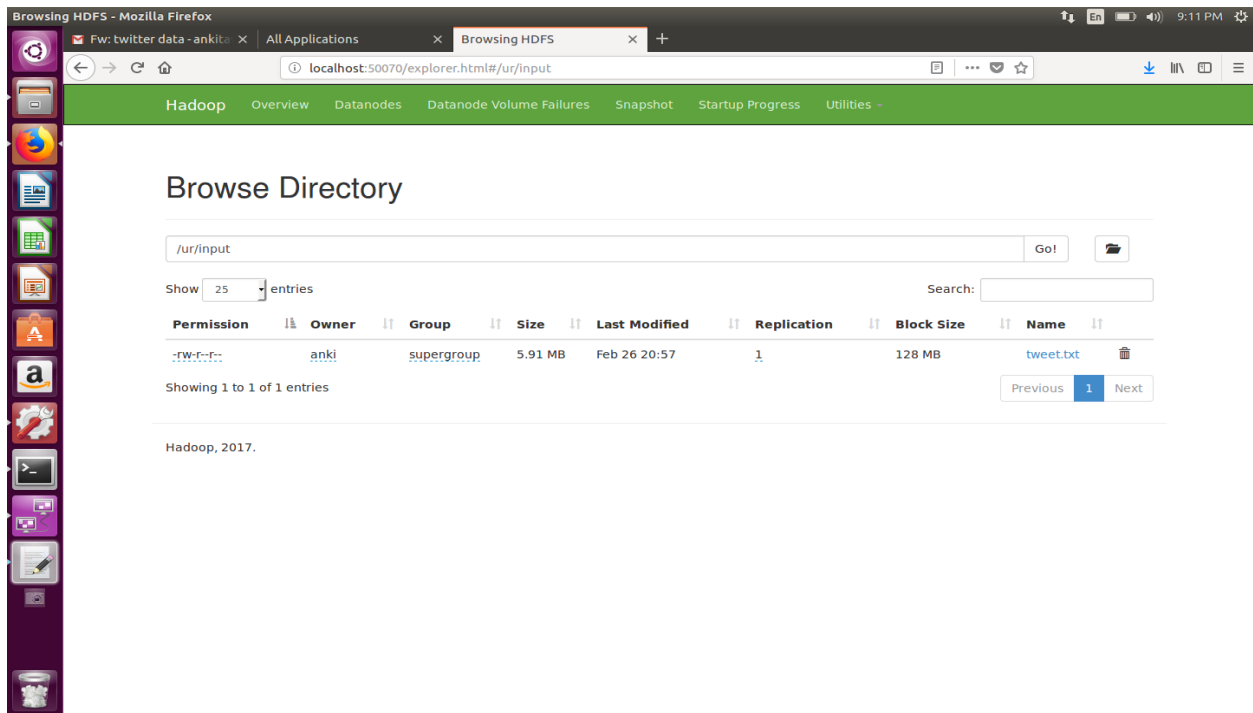 Browsing HDFS - Mozilla Firefox
En 9:11 PM
Fw: twitter data - ankita All Applications Browsing HDFS
localhost:50070/explorer.html#/ur/input
Hadoop Overview Datanodes Datanode Volume Failures Snapshot Startup Progress Utilities
Browse Directory
/ur/input Go!
Show 25 entries Search:
Permission Owner Group Size Last Modified Replication Block Size Name
-rw-r--r-- anki supergroup 5.91 MB Feb 26 20:57 1 128 MB tweet.txt
Showing 1 to 1 of 1 entries Previous 1 Next
Hadoop, 2017.